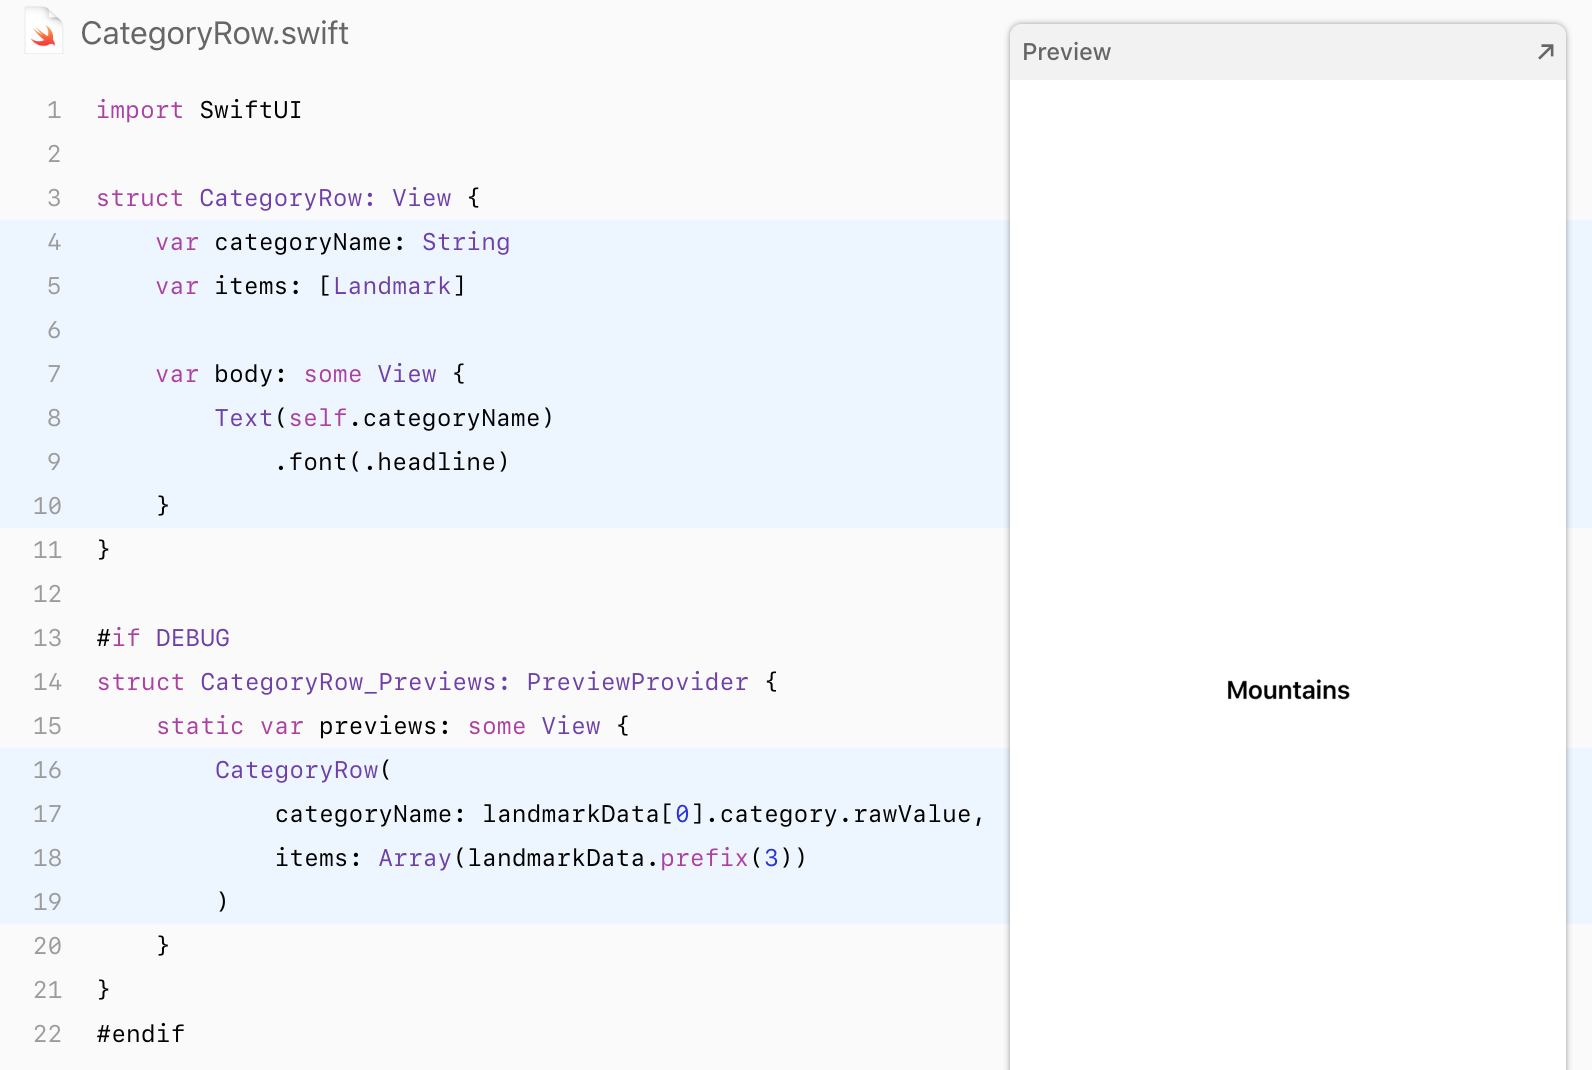 CategoryRow.swift
Preview
1 import SwiftUI
2
3 struct CategoryRow: View {
4     var categoryName: String
5     var items: [Landmark]
6
7     var body: some View {
8         Text(self.categoryName)
9             .font(.headline)
10     }
11 }
12
13 #if DEBUG
14 struct CategoryRow_Previews: PreviewProvider {
15     static var previews: some View {
16         CategoryRow(
17             categoryName: landmarkData[0].category.rawValue,
18             items: Array(landmarkData.prefix(3))
19         )
20     }
21 }
22 #endif
Mountains